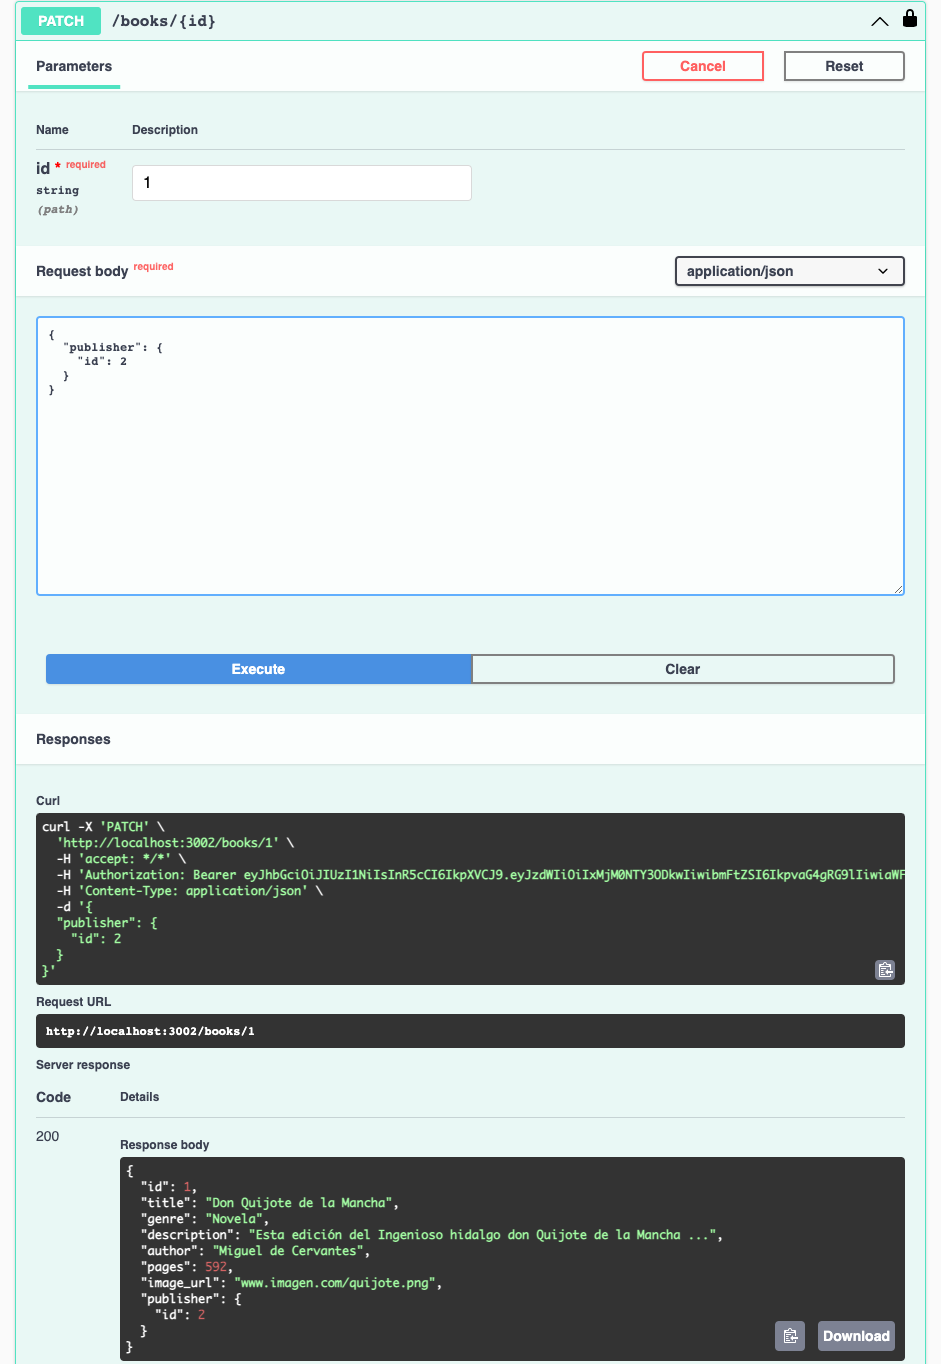 PATCH /books/{id}
Parameters
Cancel
Reset
Name Description
id * required
string
(path)
1
Request body required
application/json
{
  "publisher": {
    "id": 2
  }
}
Execute
Clear
Responses
Curl
curl -X 'PATCH' \
  'http://localhost:3002/books/1' \
  -H 'accept: */*' \
  -H 'Authorization: Bearer eyJhbGciOiJIUzI1NiIsInR5cCI6IkpXVCJ9.eyJzdWIiOiIxMjM0NTY3ODkwIiwibmFtZSI6IkpvaG4gRG9lIiwiaWF
  -H 'Content-Type: application/json' \
  -d '{
  "publisher": {
    "id": 2
  }
}'
Request URL
http://localhost:3002/books/1
Server response
Code Details
200
Response body
{
  "id": 1,
  "title": "Don Quijote de la Mancha",
  "genre": "Novela",
  "description": "Esta edición del Ingenioso hidalgo don Quijote de la Mancha ...",
  "author": "Miguel de Cervantes",
  "pages": 592,
  "image_url": "www.imagen.com/quijote.png",
  "publisher": {
    "id": 2
  }
}
Download